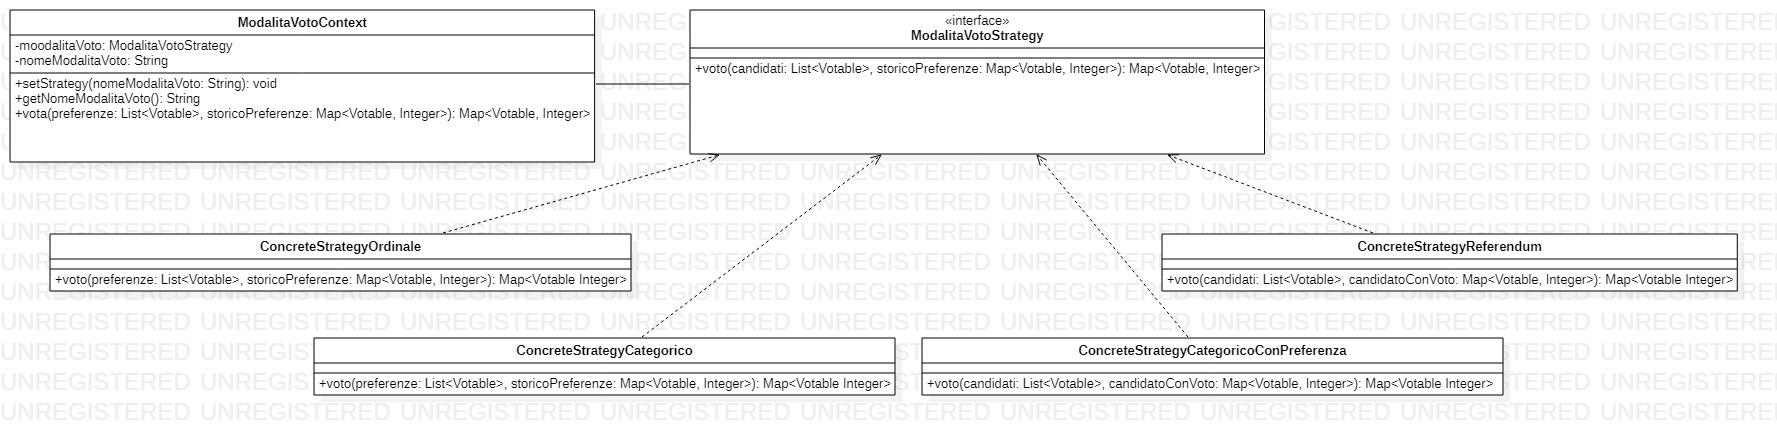 ModalitaVotoContext
-moodalitaVoto: ModalitaVotoStrategy
-nomeModalitaVoto: String
+setStrategy(nomeModalitaVoto: String): void
+getNomeModalitaVoto(): String
+vota(preferenze: List<Votable>, storicoPreferenze: Map<Votable, Integer>): Map<Votable, Integer>
«interface»
ModalitaVotoStrategy
+voto(candidati: List<Votable>, storicoPreferenze: Map<Votable, Integer>): Map<Votable, Integer>
ConcreteStrategyOrdinale
+voto(preferenze: List<Votable>, storicoPreferenze: Map<Votable, Integer>): Map<Votable Integer>
ConcreteStrategyReferendum
+voto(candidati: List<Votable>, candidatoConVoto: Map<Votable, Integer>): Map<Votable Integer>
ConcreteStrategyCategorico
+voto(preferenze: List<Votable>, storicoPreferenze: Map<Votable, Integer>): Map<Votable Integer>
ConcreteStrategyCategoricoConPreferenza
+voto(candidati: List<Votable>, candidatoConVoto: Map<Votable, Integer>): Map<Votable Integer>
UNREGISTERED UNREGISTERED UNREGISTERED UNREGISTERED UNREGISTERED UNREGISTERED UNREGISTERED UNREGISTERED